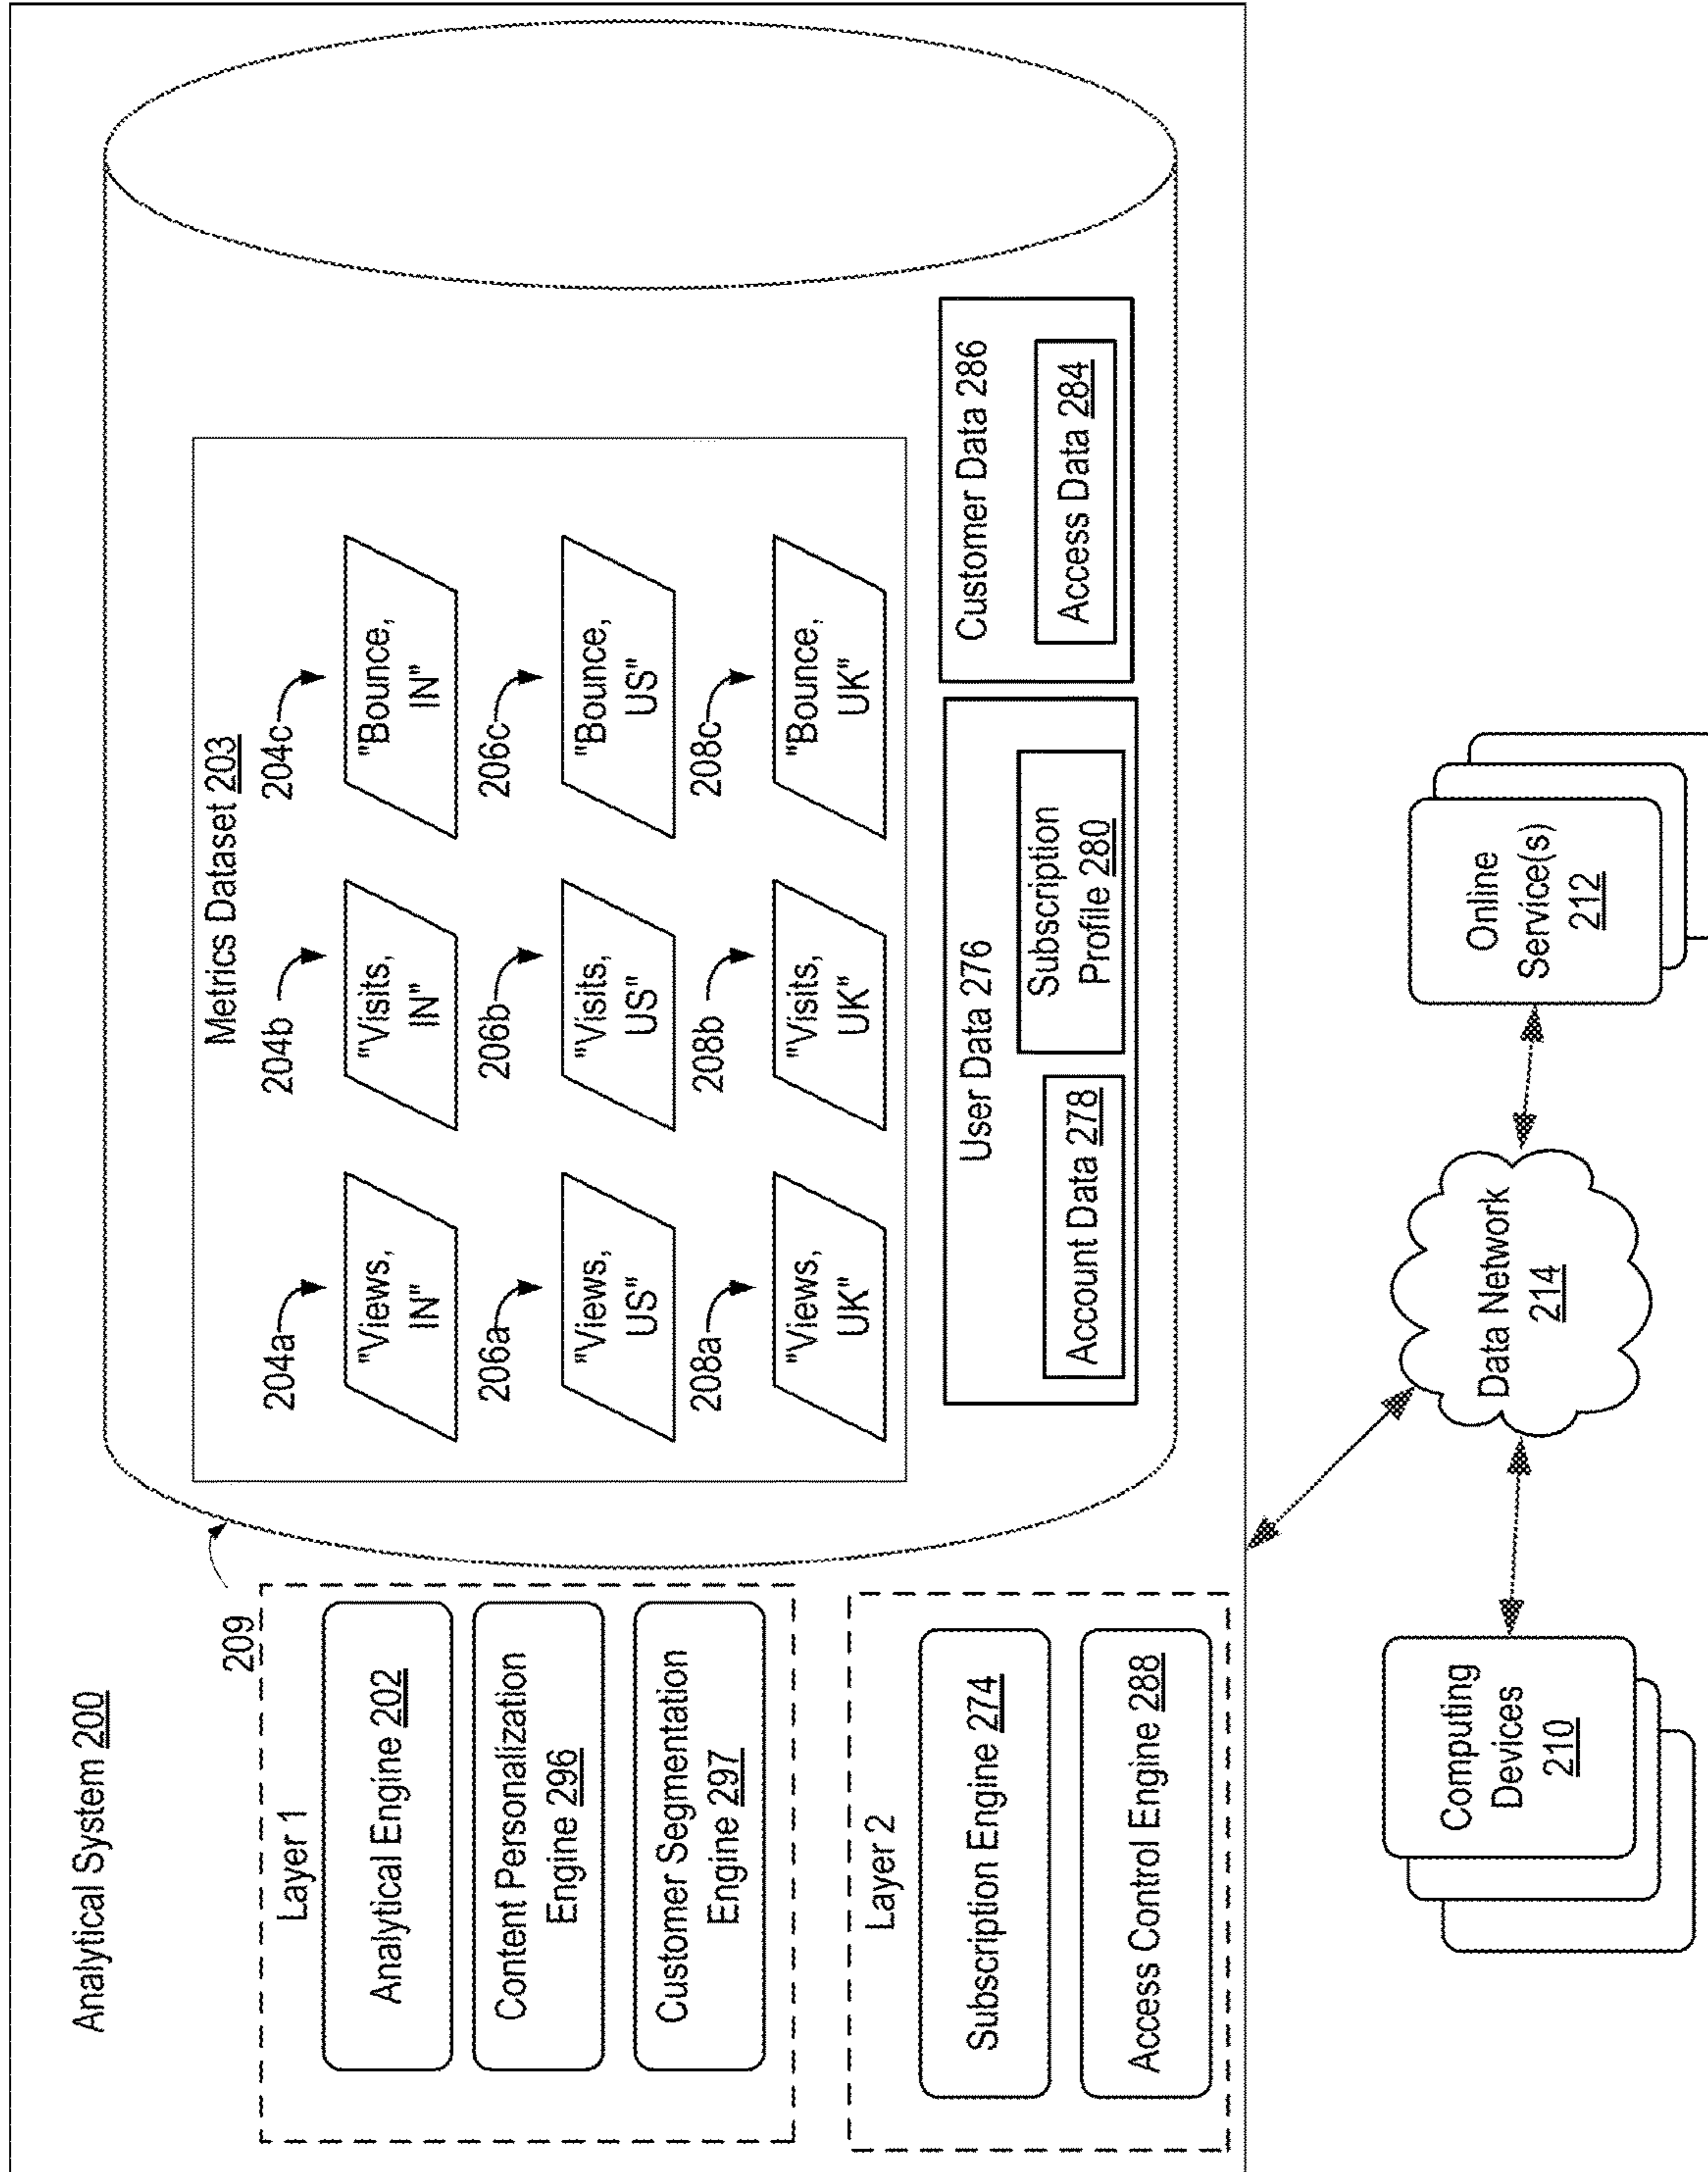 Analytical System 200
209
Layer 1
Analytical Engine 202
Content Personalization
Engine 296
Customer Segmentation
Engine 297
Layer 2
Subscription Engine 274
Access Control Engine 288
Metrics Dataset 203
204a
204b
204c
"Views,
IN"
"Visits,
IN"
"Bounce,
IN"
206a
206b
206c
"Views,
US"
"Visits,
US"
"Bounce,
US"
208a
208b
208c
"Views,
UK"
"Visits,
UK"
"Bounce,
UK"
User Data 276
Account Data 278
Subscription
Profile 280
Customer Data 286
Access Data 284
Computing
Devices
210
Data Network
214
Online
Service(s)
212